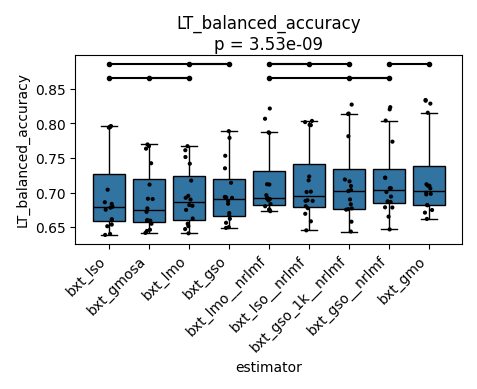 LT_balanced_accuracy
p = 3.53e-09
LT_balanced_accuracy
0.85
0.80
0.75
0.70
0.65
bxt_lso
bxt_gmosa
bxt_lmo
bxt_gso
bxt_lmo__nrlmf
bxt_lso__nrlmf
bxt_gso_1k__nrlmf
bxt_gso__nrlmf
bxt_gmo
estimator